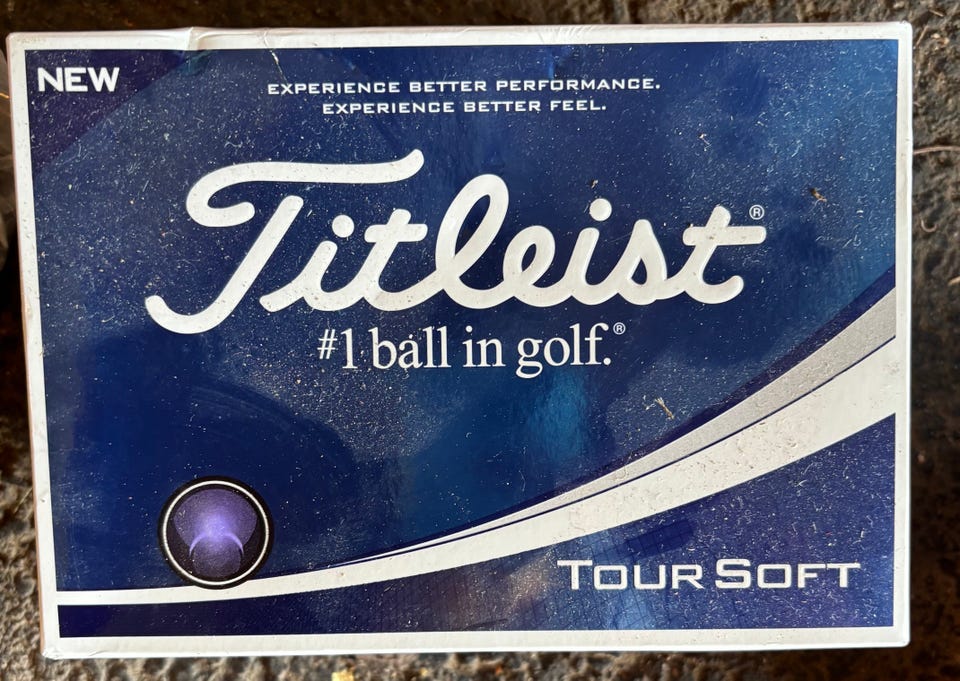 NEW
EXPERIENCE BETTER PERFORMANCE.
EXPERIENCE BETTER FEEL.
Titleist®
#1 ball in golf.®
TOUR SOFT